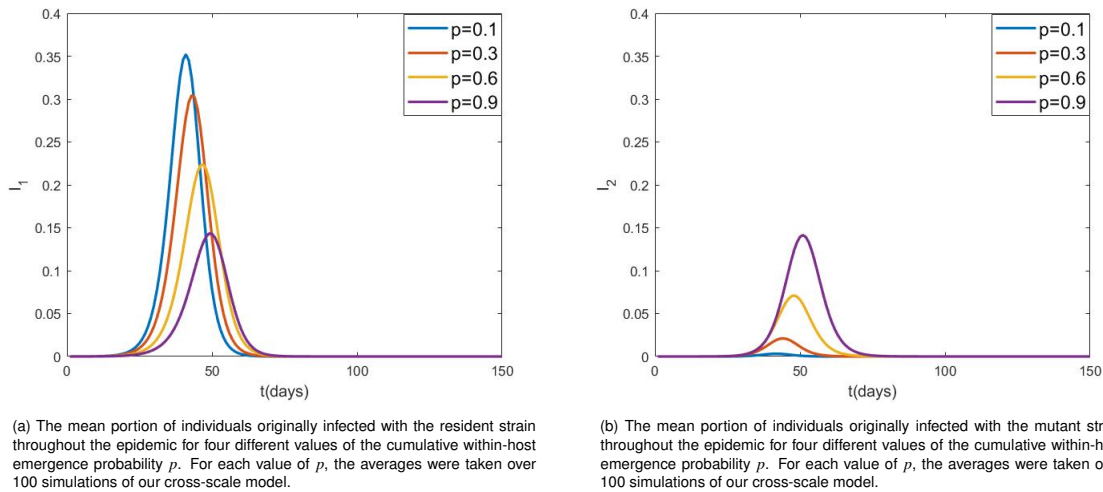 0.4
0.35
0.3
0.25
0.2
0.15
0.1
0.05
0
I₁
0
50
100
150
t(days)
p=0.1
p=0.3
p=0.6
p=0.9
(a) The mean portion of individuals originally infected with the resident strain
throughout the epidemic for four different values of the cumulative within-host
emergence probability p. For each value of p, the averages were taken over
100 simulations of our cross-scale model.
0.4
0.35
0.3
0.25
0.2
0.15
0.1
0.05
0
I₂
0
50
100
150
t(days)
p=0.1
p=0.3
p=0.6
p=0.9
(b) The mean portion of individuals originally infected with the mutant str
throughout the epidemic for four different values of the cumulative within-h
emergence probability p. For each value of p, the averages were taken o
100 simulations of our cross-scale model.